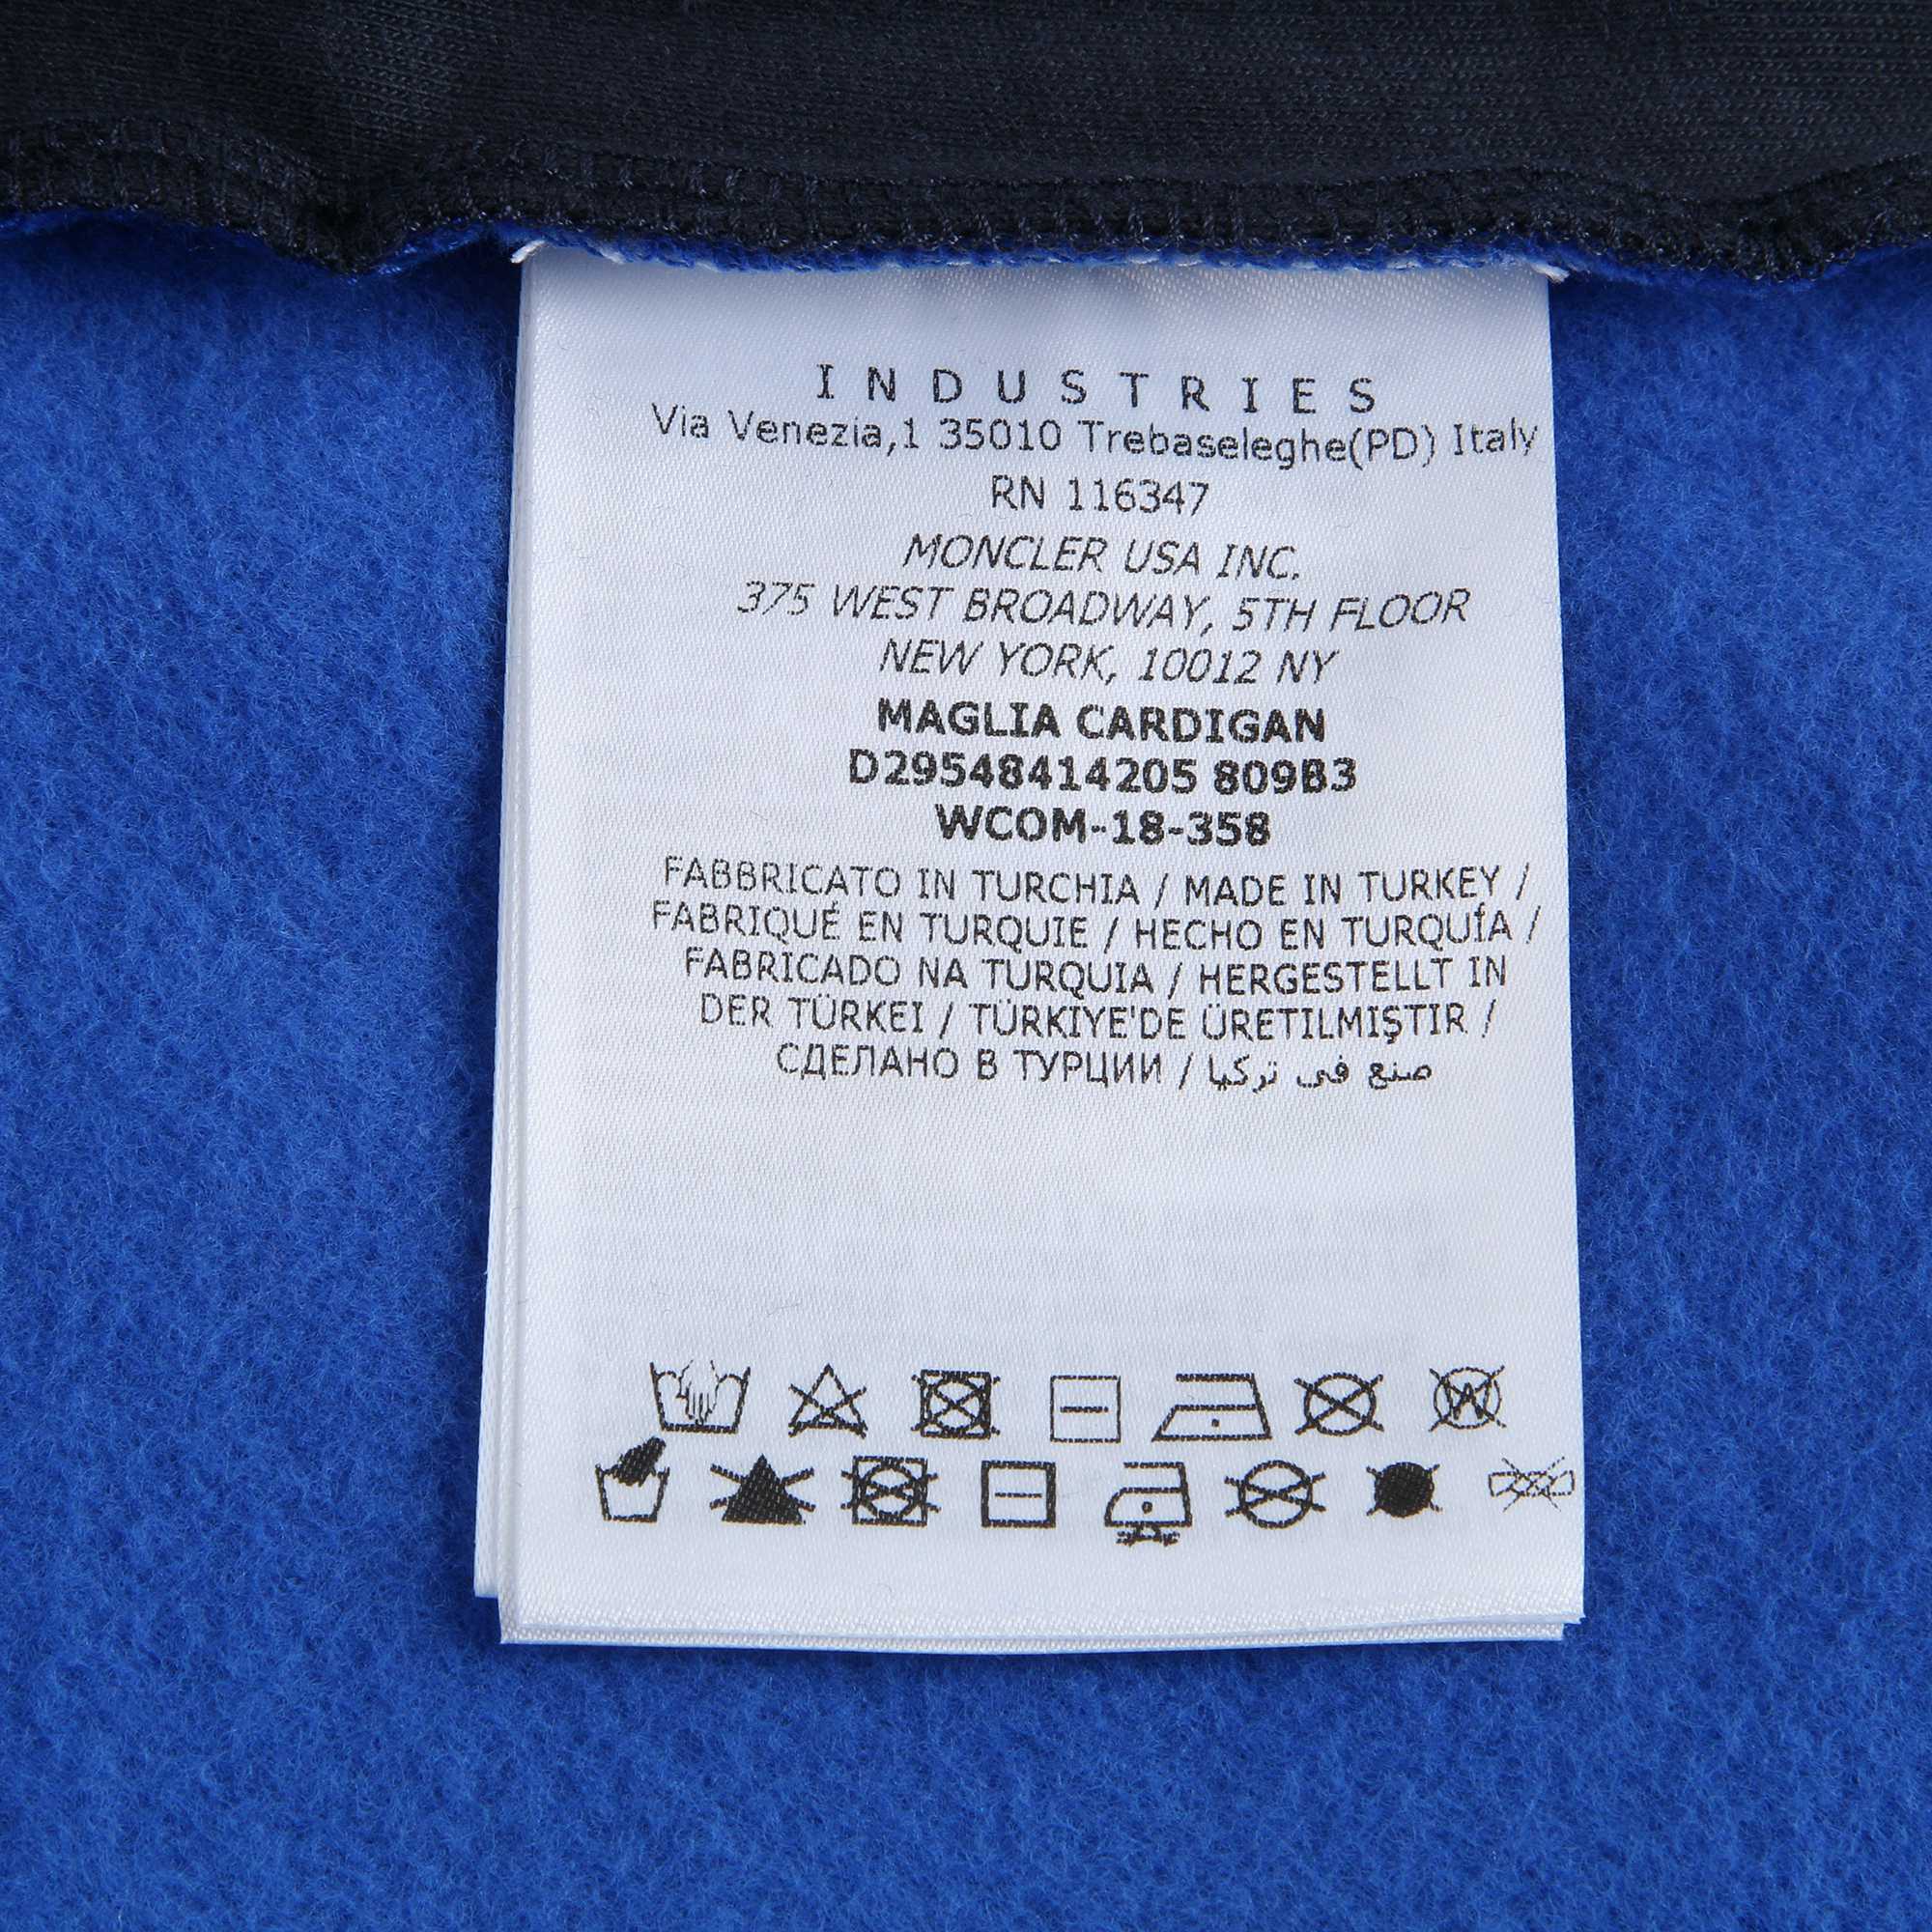 INDUSTRIES
Via Venezia,1 35010 Trebaseleghe(PD) Italy
RN 116347
MONCLER USA INC.
375 WEST BROADWAY, 5TH FLOOR
NEW YORK, 10012 NY
MAGLIA CARDIGAN
D29548414205 809B3
WCOM-18-358
FABBRICATO IN TURCHIA / MADE IN TURKEY /
FABRIQUÉ EN TURQUIE / HECHO EN TURQUÍA /
FABRICADO NA TURQUIA / HERGESTELLT IN
DER TÜRKEI / TÜRKIYE'DE ÜRETILMIŞTIR /
СДЕЛАНО В ТУРЦИИ / صنع في تركيا
W